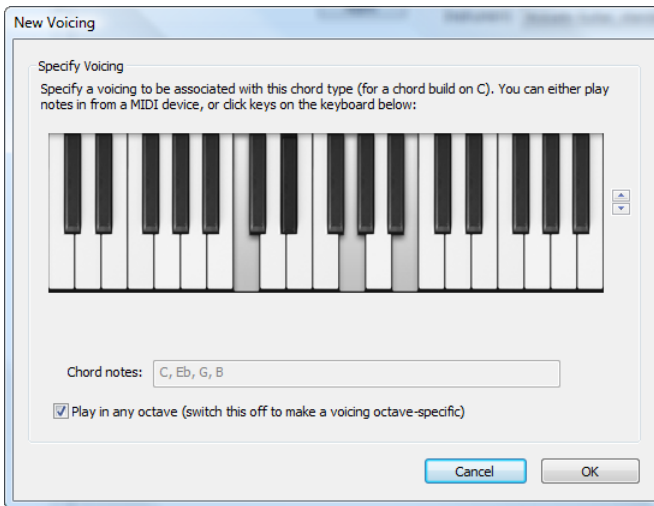 New Voicing
Specify Voicing
Specify a voicing to be associated with this chord type (for a chord build on C). You can either play
notes in from a MIDI device, or click keys on the keyboard below:
Chord notes:  C, Eb, G, B
Play in any octave (switch this off to make a voicing octave-specific)
Cancel  OK